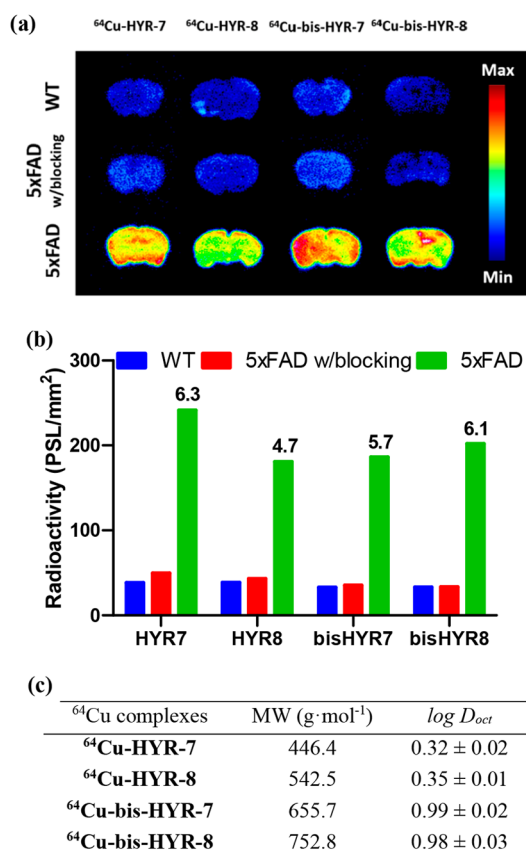 (a)
⁶⁴Cu-HYR-7 ⁶⁴Cu-HYR-8 ⁶⁴Cu-bis-HYR-7 ⁶⁴Cu-bis-HYR-8
WT
5xFAD
w/blocking
5xFAD
Max
Min
(b)
WT 5xFAD w/blocking 5xFAD
Radioactivity (PSL/mm²)
300
200
100
0
6.3
4.7
5.7
6.1
HYR7 HYR8 bisHYR7 bisHYR8
(c)
⁶⁴Cu complexes MW (g·mol⁻¹) log D_oct
⁶⁴Cu-HYR-7 446.4 0.32 ± 0.02
⁶⁴Cu-HYR-8 542.5 0.35 ± 0.01
⁶⁴Cu-bis-HYR-7 655.7 0.99 ± 0.02
⁶⁴Cu-bis-HYR-8 752.8 0.98 ± 0.03